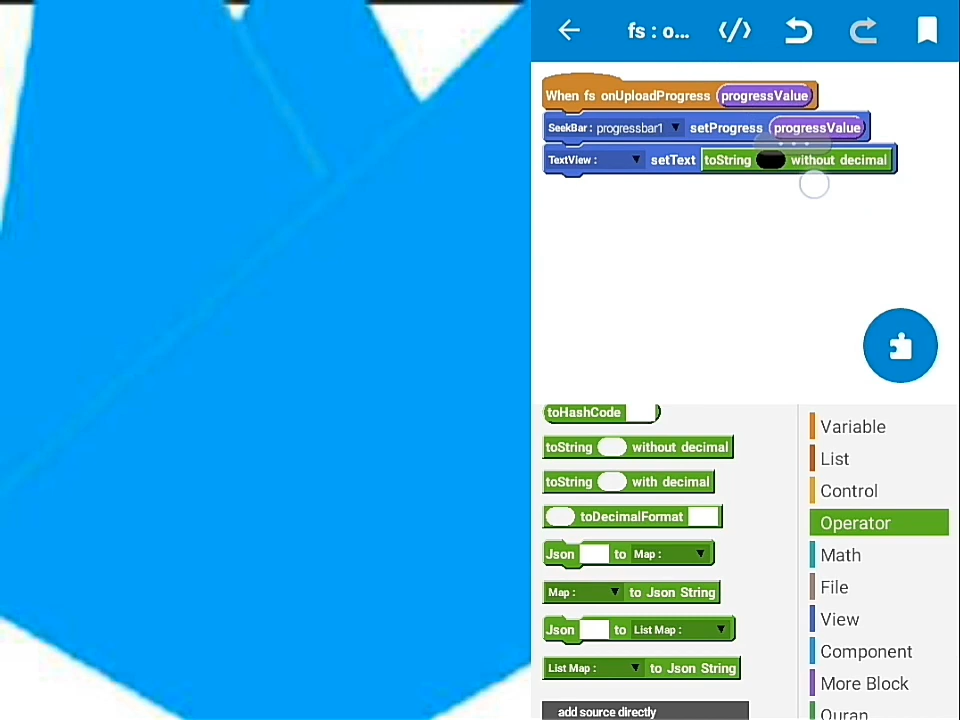 fs : o...
When fs onUploadProgress progressValue
SeekBar : progressbar1 setProgress progressValue
TextView : setText toString without decimal
toHashCode
toString without decimal
toString with decimal
toDecimalFormat
Json to Map :
Map : to Json String
Json to List Map :
List Map : to Json String
add source directly
Variable
List
Control
Operator
Math
File
View
Component
More Block
Quran